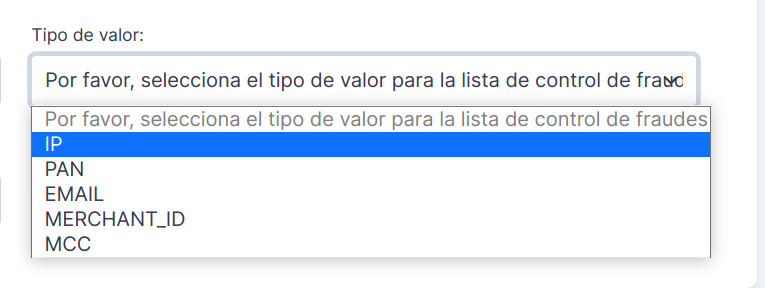 Tipo de valor:
Por favor, selecciona el tipo de valor para la lista de control de fraud
Por favor, selecciona el tipo de valor para la lista de control de fraudes
IP
PAN
EMAIL
MERCHANT_ID
MCC